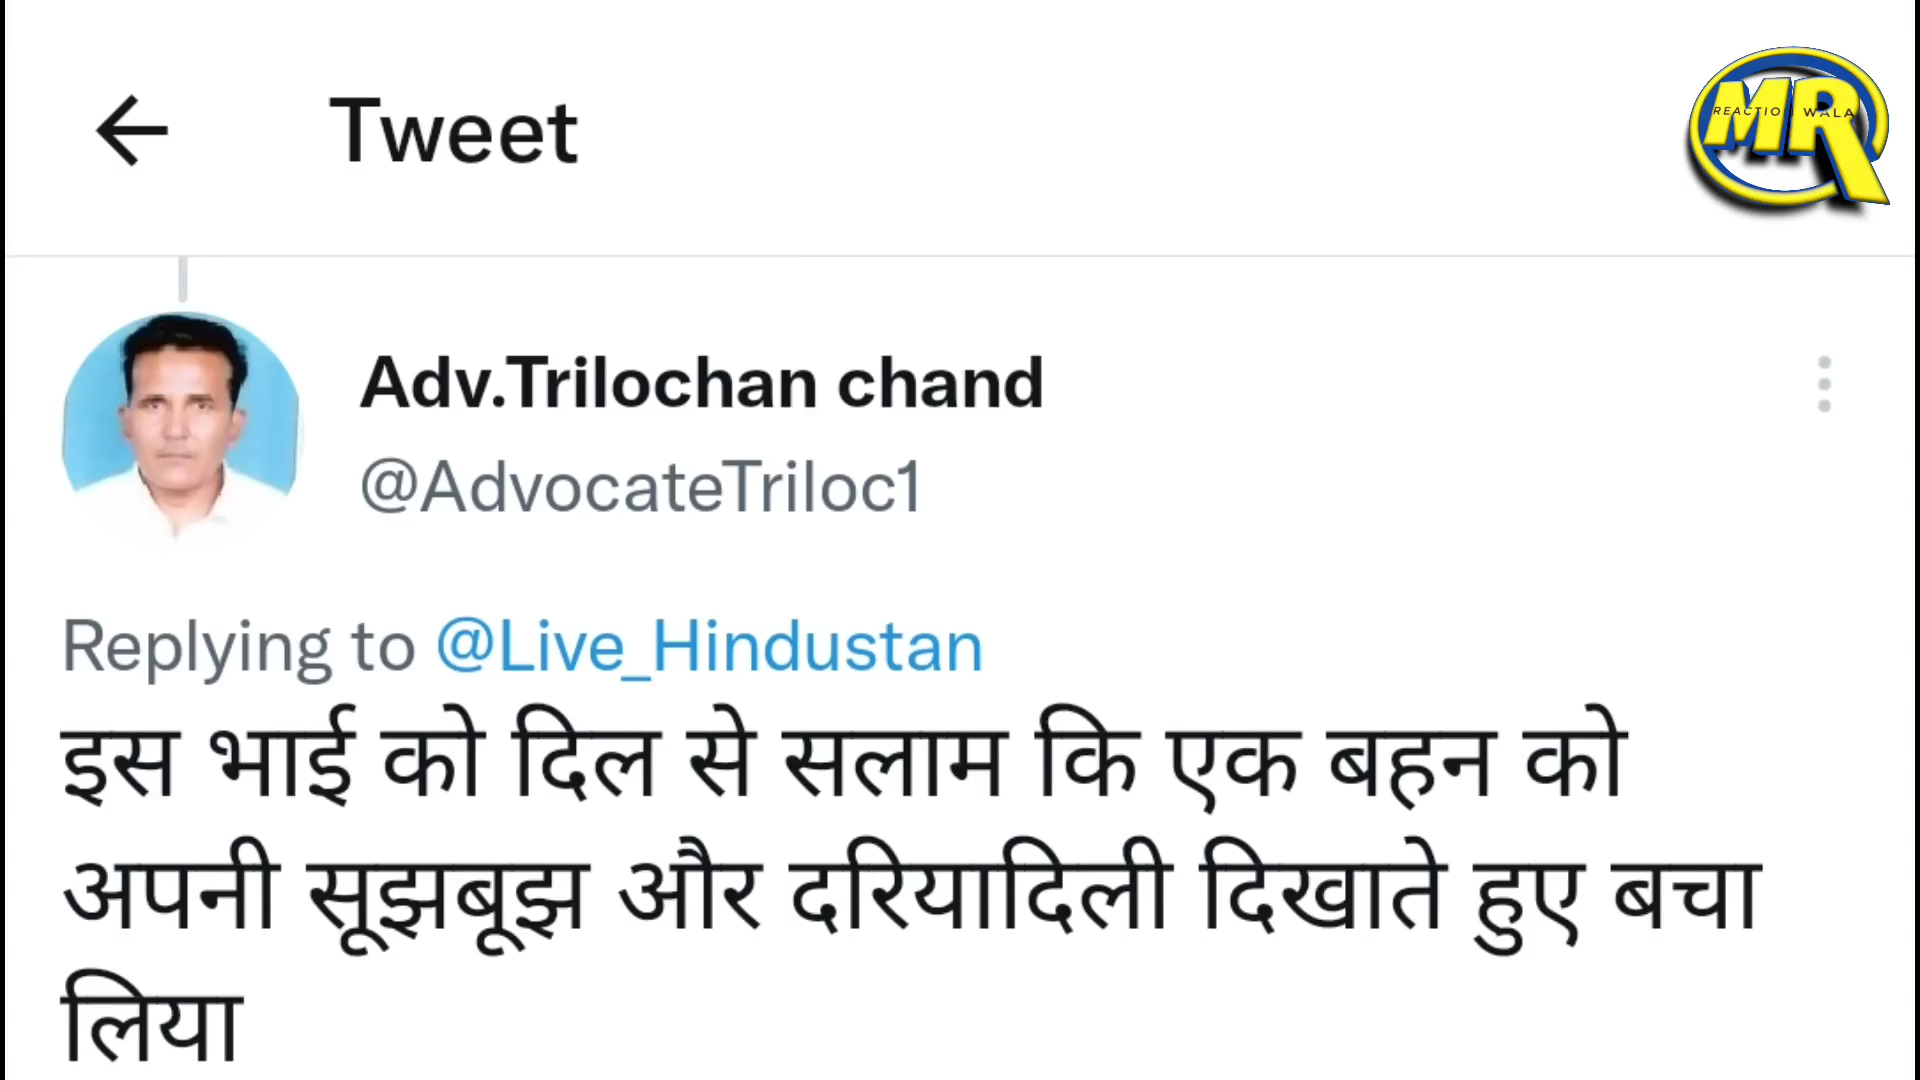 Tweet
MR
REACTION WALA
Adv.Trilochan chand
@AdvocateTriloc1
Replying to @Live_Hindustan
इस भाई को दिल से सलाम कि एक बहन को
अपनी सूझबूझ और दरियादिली दिखाते हुए बचा
लिया